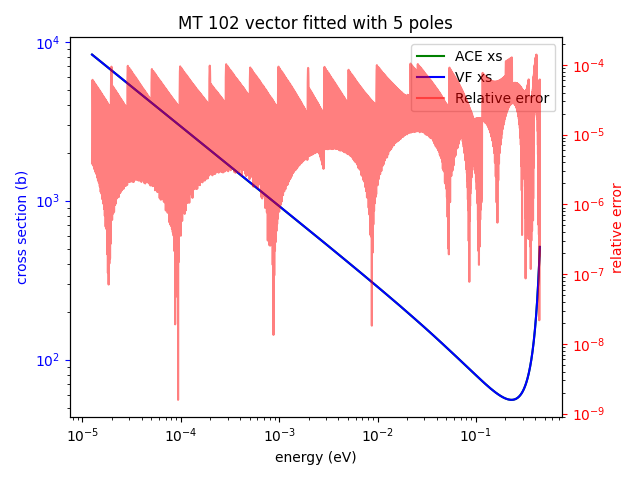 MT 102 vector fitted with 5 poles
ACE xs
VF xs
Relative error
cross section (b)
10^4
10^3
10^2
relative error
10^-4
10^-5
10^-6
10^-7
10^-8
10^-9
10^-5 10^-4 10^-3 10^-2 10^-1
energy (eV)